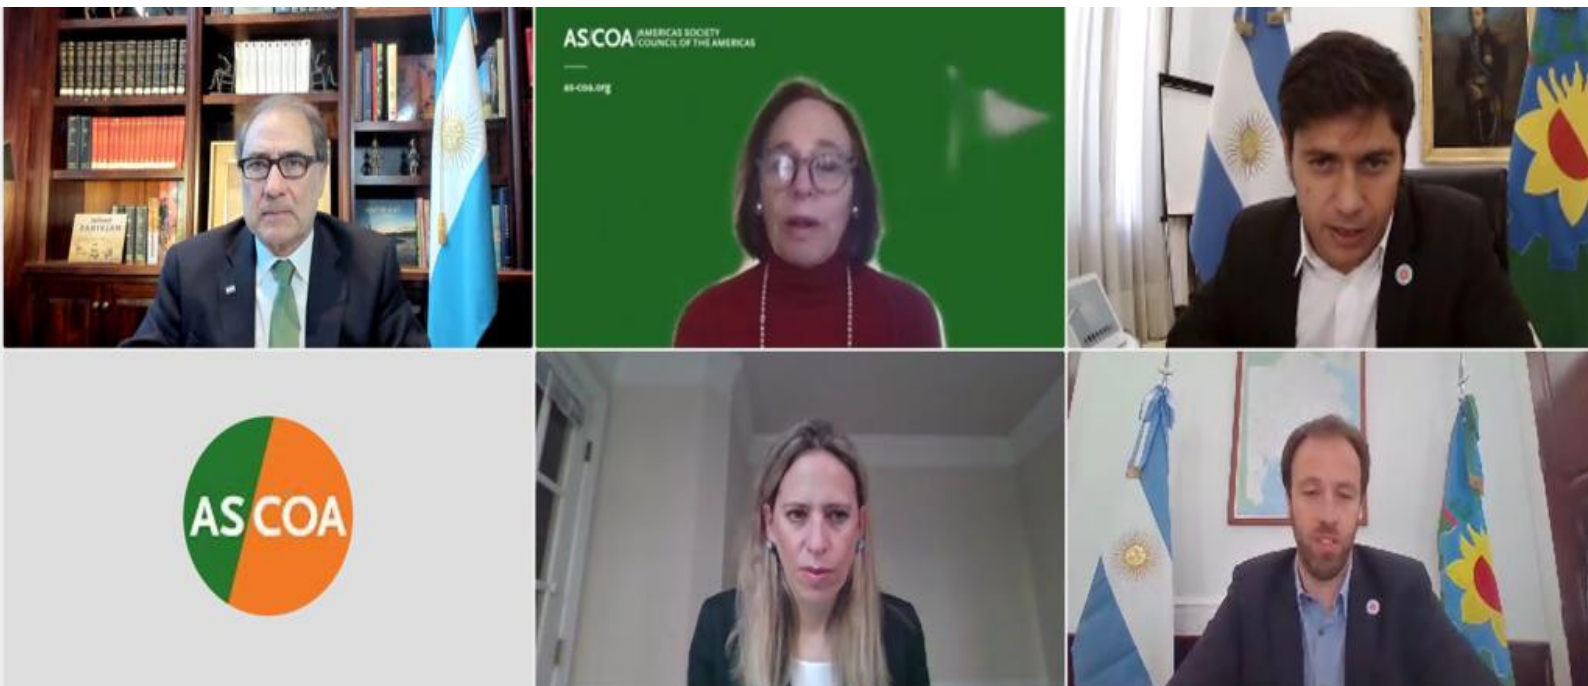 AS/COA AMERICAS SOCIETY
COUNCIL OF THE AMERICAS
as-coa.org
AS COA